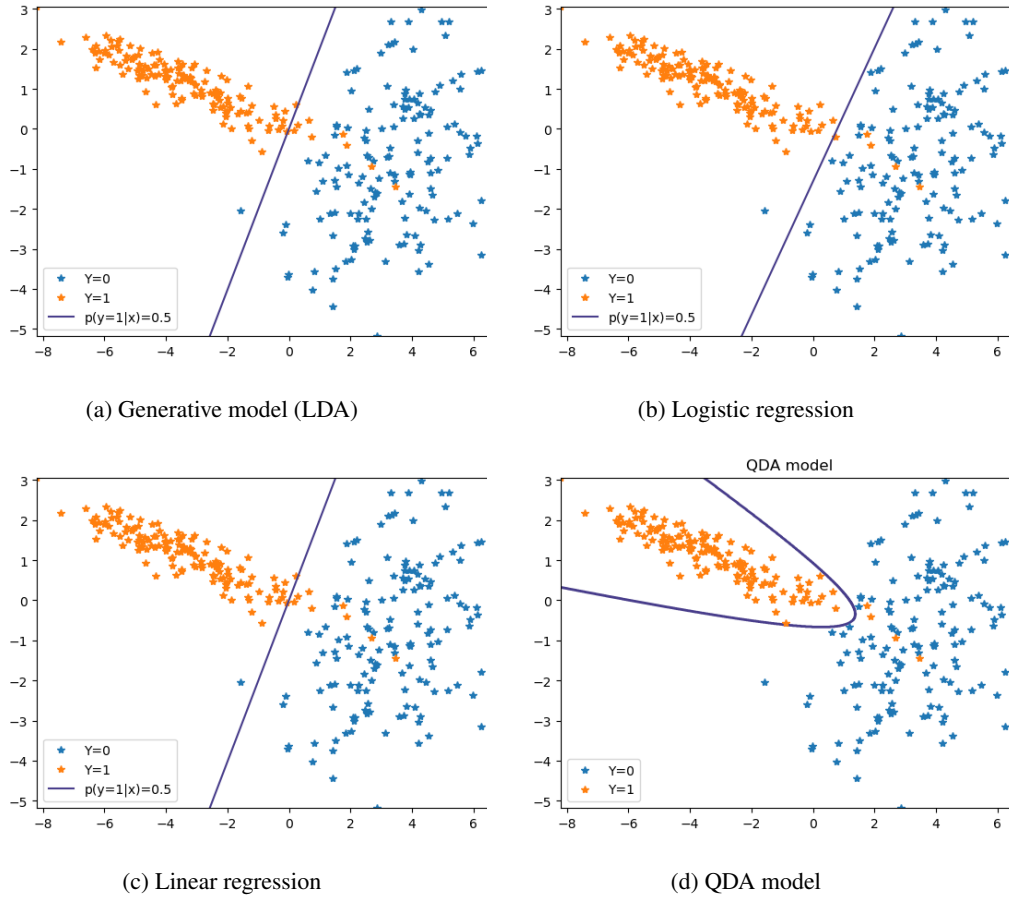 3
2
1
0
−1
−2
−3
−4
−5
Y=0
Y=1
p(y=1|x)=0.5
−8 −6 −4 −2 0 2 4 6
(a) Generative model (LDA)
3
2
1
0
−1
−2
−3
−4
−5
Y=0
Y=1
p(y=1|x)=0.5
−8 −6 −4 −2 0 2 4 6
(b) Logistic regression
3
2
1
0
−1
−2
−3
−4
−5
Y=0
Y=1
p(y=1|x)=0.5
−8 −6 −4 −2 0 2 4 6
(c) Linear regression
QDA model
3
2
1
0
−1
−2
−3
−4
−5
Y=0
Y=1
−8 −6 −4 −2 0 2 4 6
(d) QDA model